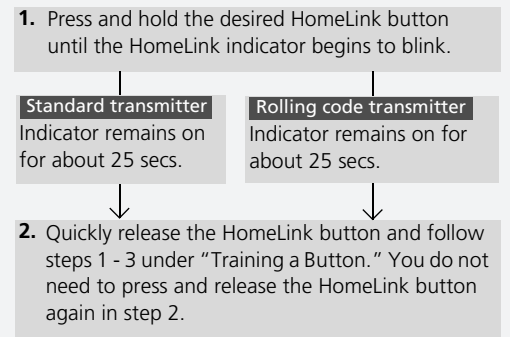 1. Press and hold the desired HomeLink button
until the HomeLink indicator begins to blink.
Standard transmitter
Indicator remains on
for about 25 secs.
Rolling code transmitter
Indicator remains on for
about 25 secs.
2. Quickly release the HomeLink button and follow
steps 1 - 3 under “Training a Button.” You do not
need to press and release the HomeLink button
again in step 2.